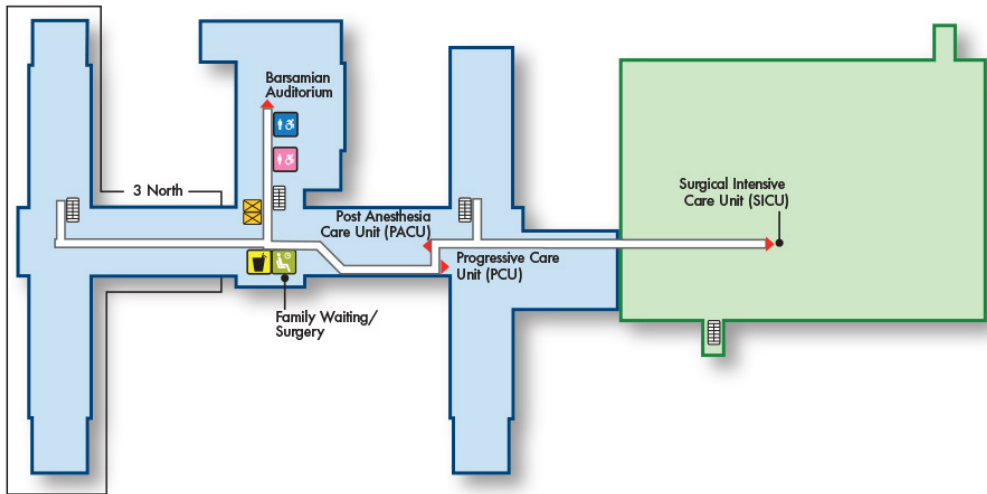 Barsamian
Auditorium
3 North
Post Anesthesia
Care Unit (PACU)
Progressive Care
Unit (PCU)
Surgical Intensive
Care Unit (SICU)
Family Waiting/
Surgery